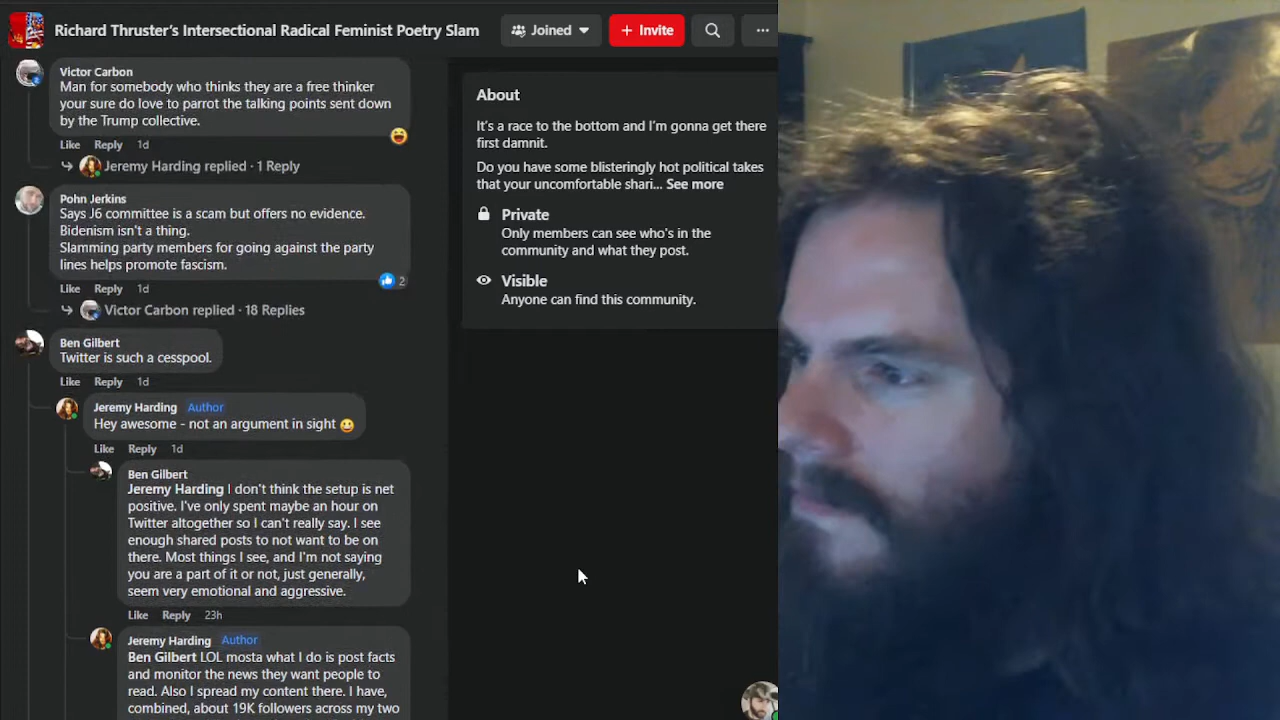 Richard Thruster's Intersectional Radical Feminist Poetry Slam
Joined
+ Invite
Victor Carbon
Man for somebody who thinks they are a free thinker
your sure do love to parrot the talking points sent down
by the Trump collective.
Like Reply 1d
Jeremy Harding replied · 1 Reply
Pohn Jerkins
Says J6 committee is a scam but offers no evidence.
Bidenism isn't a thing.
Slamming party members for going against the party
lines helps promote fascism.
2
Like Reply 1d
Victor Carbon replied · 18 Replies
Ben Gilbert
Twitter is such a cesspool.
Like Reply 1d
Jeremy Harding Author
Hey awesome - not an argument in sight 😀
Like Reply 1d
Ben Gilbert
Jeremy Harding I don't think the setup is net
positive. I've only spent maybe an hour on
Twitter altogether so I can't really say. I see
enough shared posts to not want to be on
there. Most things I see, and I'm not saying
you are a part of it or not, just generally,
seem very emotional and aggressive.
Like Reply 23h
Jeremy Harding Author
Ben Gilbert LOL mosta what I do is post facts
and monitor the news they want people to
read. Also I spread my content there. I have,
combined, about 19K followers across my two
About
It's a race to the bottom and I'm gonna get there
first damnit.
Do you have some blisteringly hot political takes
that your uncomfortable shari... See more
Private
Only members can see who's in the
community and what they post.
Visible
Anyone can find this community.